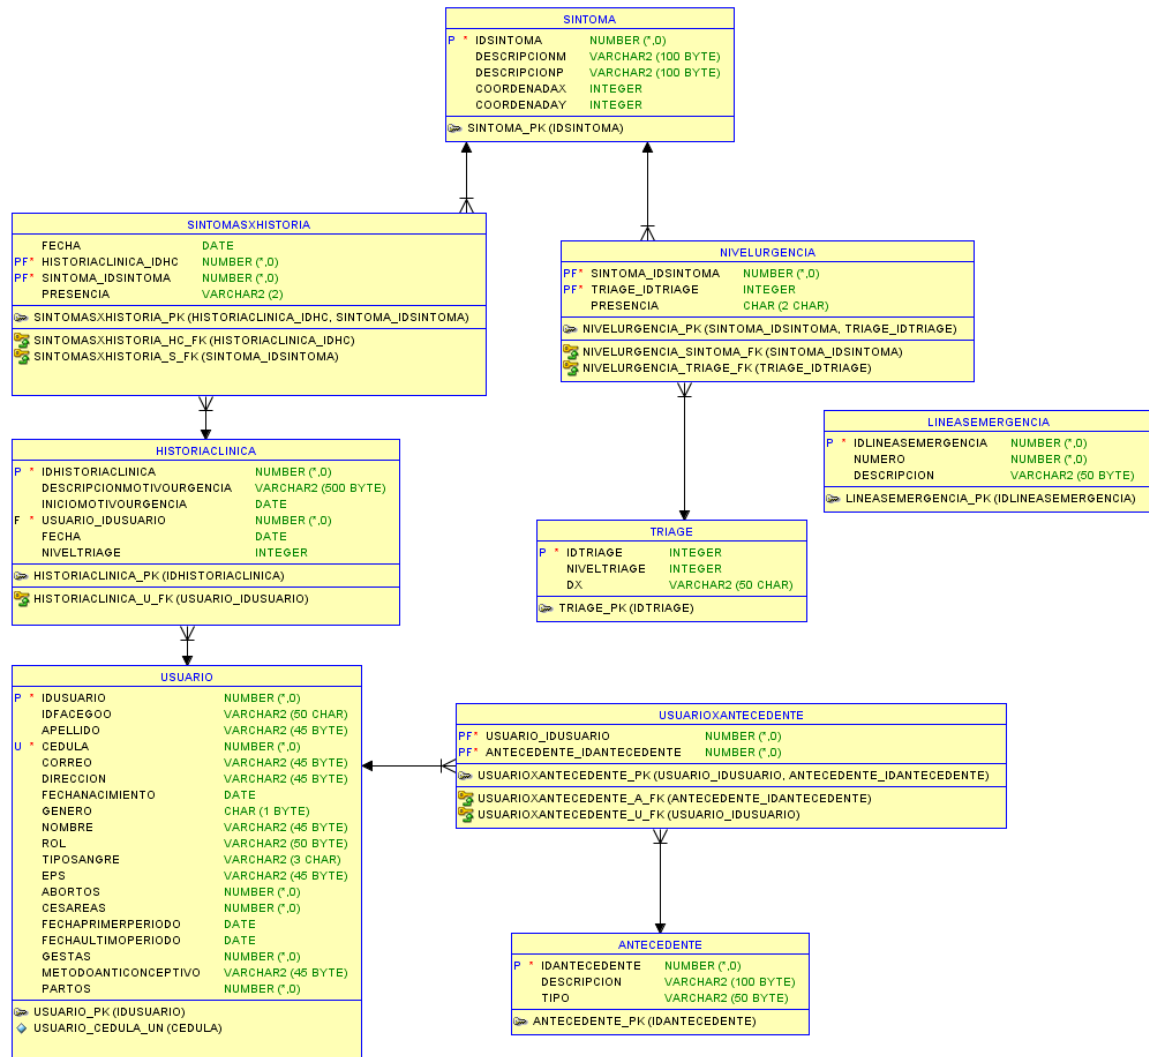 SINTOMA
P * IDSINTOMA NUMBER (*,0)
DESCRIPCIONM VARCHAR2 (100 BYTE)
DESCRIPCIONP VARCHAR2 (100 BYTE)
COORDENADAX INTEGER
COORDENADAY INTEGER
SINTOMA_PK (IDSINTOMA)
SINTOMASXHISTORIA
FECHA DATE
PF* HISTORIACLINICA_IDHC NUMBER (*,0)
PF* SINTOMA_IDSINTOMA NUMBER (*,0)
PRESENCIA VARCHAR2 (2)
SINTOMASXHISTORIA_PK (HISTORIACLINICA_IDHC, SINTOMA_IDSINTOMA)
SINTOMASXHISTORIA_HC_FK (HISTORIACLINICA_IDHC)
SINTOMASXHISTORIA_S_FK (SINTOMA_IDSINTOMA)
NIVELURGENCIA
PF* SINTOMA_IDSINTOMA NUMBER (*,0)
PF* TRIAGE_IDTRIAGE INTEGER
PRESENCIA CHAR (2 CHAR)
NIVELURGENCIA_PK (SINTOMA_IDSINTOMA, TRIAGE_IDTRIAGE)
NIVELURGENCIA_SINTOMA_FK (SINTOMA_IDSINTOMA)
NIVELURGENCIA_TRIAGE_FK (TRIAGE_IDTRIAGE)
LINEASEMERGENCIA
P * IDLINEASEMERGENCIA NUMBER (*,0)
NUMERO NUMBER (*,0)
DESCRIPCION VARCHAR2 (50 BYTE)
LINEASEMERGENCIA_PK (IDLINEASEMERGENCIA)
HISTORIACLINICA
P * IDHISTORIACLINICA NUMBER (*,0)
DESCRIPCIONMOTIVOURGENCIA VARCHAR2 (500 BYTE)
INICIOMOTIVOURGENCIA DATE
F * USUARIO_IDUSUARIO NUMBER (*,0)
FECHA DATE
NIVELTRIAGE INTEGER
HISTORIACLINICA_PK (IDHISTORIACLINICA)
HISTORIACLINICA_U_FK (USUARIO_IDUSUARIO)
TRIAGE
P * IDTRIAGE INTEGER
NIVELTRIAGE INTEGER
DX VARCHAR2 (50 CHAR)
TRIAGE_PK (IDTRIAGE)
USUARIO
P * IDUSUARIO NUMBER (*,0)
IDFACEGOO VARCHAR2 (50 CHAR)
APELLIDO VARCHAR2 (45 BYTE)
U * CEDULA NUMBER (*,0)
CORREO VARCHAR2 (45 BYTE)
DIRECCION VARCHAR2 (45 BYTE)
FECHANACIMIENTO DATE
GENERO CHAR (1 BYTE)
NOMBRE VARCHAR2 (45 BYTE)
ROL VARCHAR2 (50 BYTE)
TIPOSANGRE VARCHAR2 (3 CHAR)
EPS VARCHAR2 (45 BYTE)
ABORTOS NUMBER (*,0)
CESAREAS NUMBER (*,0)
FECHAPRIMERPERIODO DATE
FECHAULTIMOPERIODO DATE
GESTAS NUMBER (*,0)
METODOANTICONCEPTIVO VARCHAR2 (45 BYTE)
PARTOS NUMBER (*,0)
USUARIO_PK (IDUSUARIO)
USUARIO_CEDULA_UN (CEDULA)
USUARIOXANTECEDENTE
PF* USUARIO_IDUSUARIO NUMBER (*,0)
PF* ANTECEDENTE_IDANTECEDENTE NUMBER (*,0)
USUARIOXANTECEDENTE_PK (USUARIO_IDUSUARIO, ANTECEDENTE_IDANTECEDENTE)
USUARIOXANTECEDENTE_A_FK (ANTECEDENTE_IDANTECEDENTE)
USUARIOXANTECEDENTE_U_FK (USUARIO_IDUSUARIO)
ANTECEDENTE
P * IDANTECEDENTE NUMBER (*,0)
DESCRIPCION VARCHAR2 (100 BYTE)
TIPO VARCHAR2 (50 BYTE)
ANTECEDENTE_PK (IDANTECEDENTE)